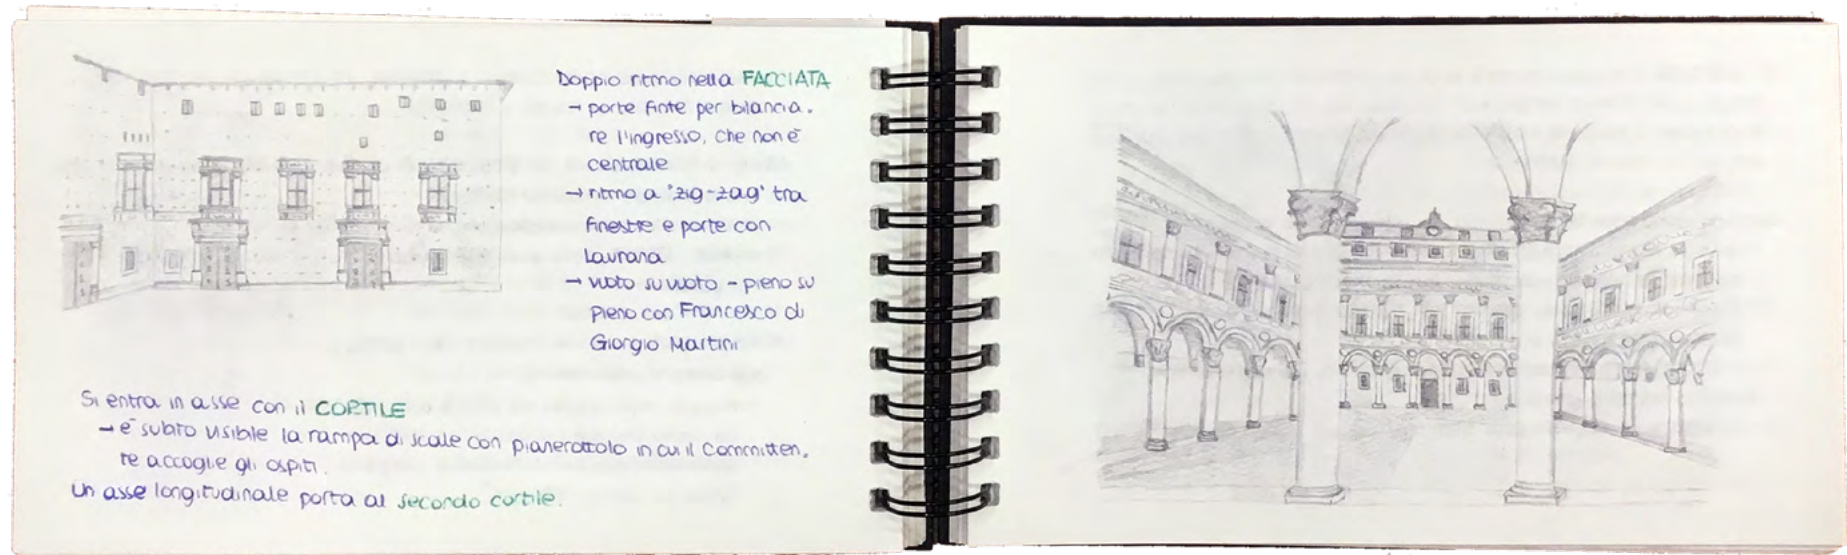 Doppio ritmo nella FACCIATA
→ porte finte per bilancia.
re l'ingresso, che non è
centrale
→ ritmo a "zig-zag" tra
finestre e porte con
Laurana
→ vuoto su vuoto - pieno su
pieno con Francesco di
Giorgio Martini
Si entra in asse con il CORTILE
→ è subito visibile la rampa di scale con pianerottolo in cui il committen.
te accoglie gli ospiti.
Un asse longitudinale porta al secondo cortile.